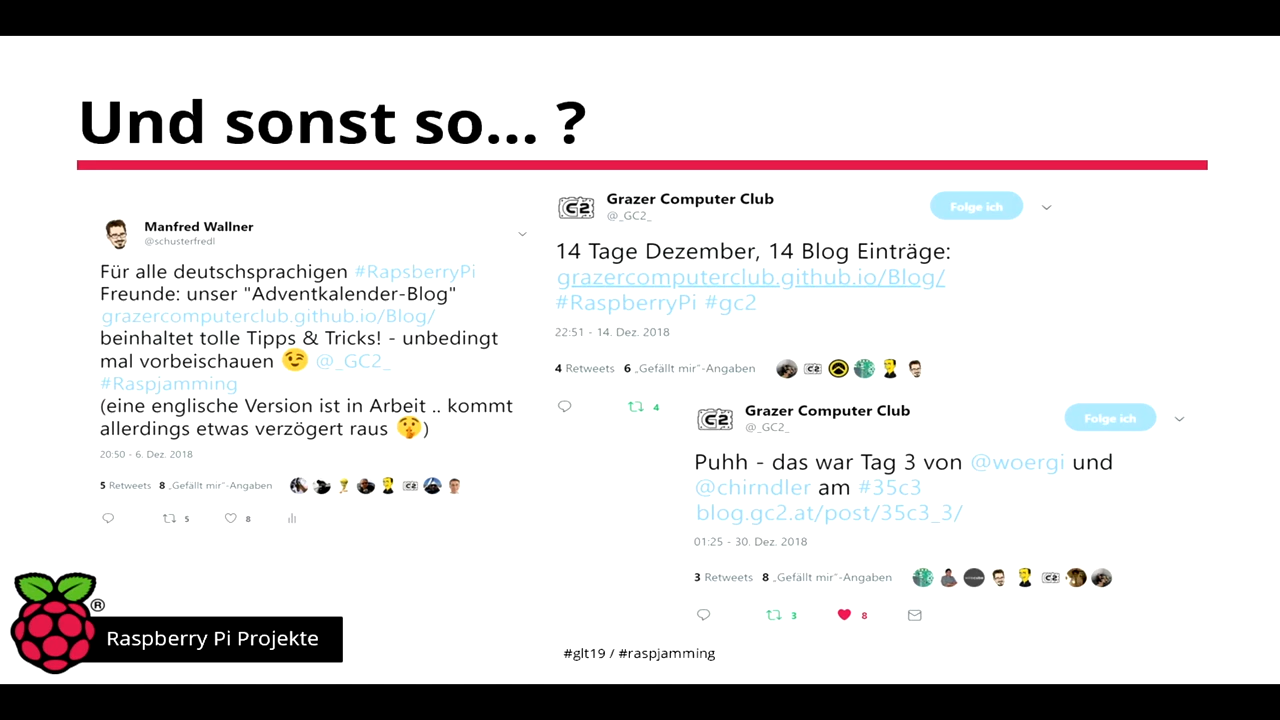 Und sonst so... ?
Manfred Wallner
@schusterfredl
Für alle deutschsprachigen #RapsberryPi
Freunde: unser "Adventkalender-Blog"
grazercomputerclub.github.io/Blog/
beinhaltet tolle Tipps & Tricks! - unbedingt
mal vorbeischauen 😉 @_GC2_
#Raspjamming
(eine englische Version ist in Arbeit .. kommt
allerdings etwas verzögert raus 🤫)
20:50 - 6. Dez. 2018
5 Retweets 8 „Gefällt mir“-Angaben
5 8
Grazer Computer Club
@_GC2_
Folge ich
14 Tage Dezember, 14 Blog Einträge:
grazercomputerclub.github.io/Blog/
#RaspberryPi #gc2
22:51 - 14. Dez. 2018
4 Retweets 6 „Gefällt mir“-Angaben
4
Grazer Computer Club
@_GC2_
Folge ich
Puhh - das war Tag 3 von @woergi und
@chirndler am #35c3
blog.gc2.at/post/35c3_3/
01:25 - 30. Dez. 2018
3 Retweets 8 „Gefällt mir“-Angaben
3 8
Raspberry Pi Projekte
#glt19 / #raspjamming